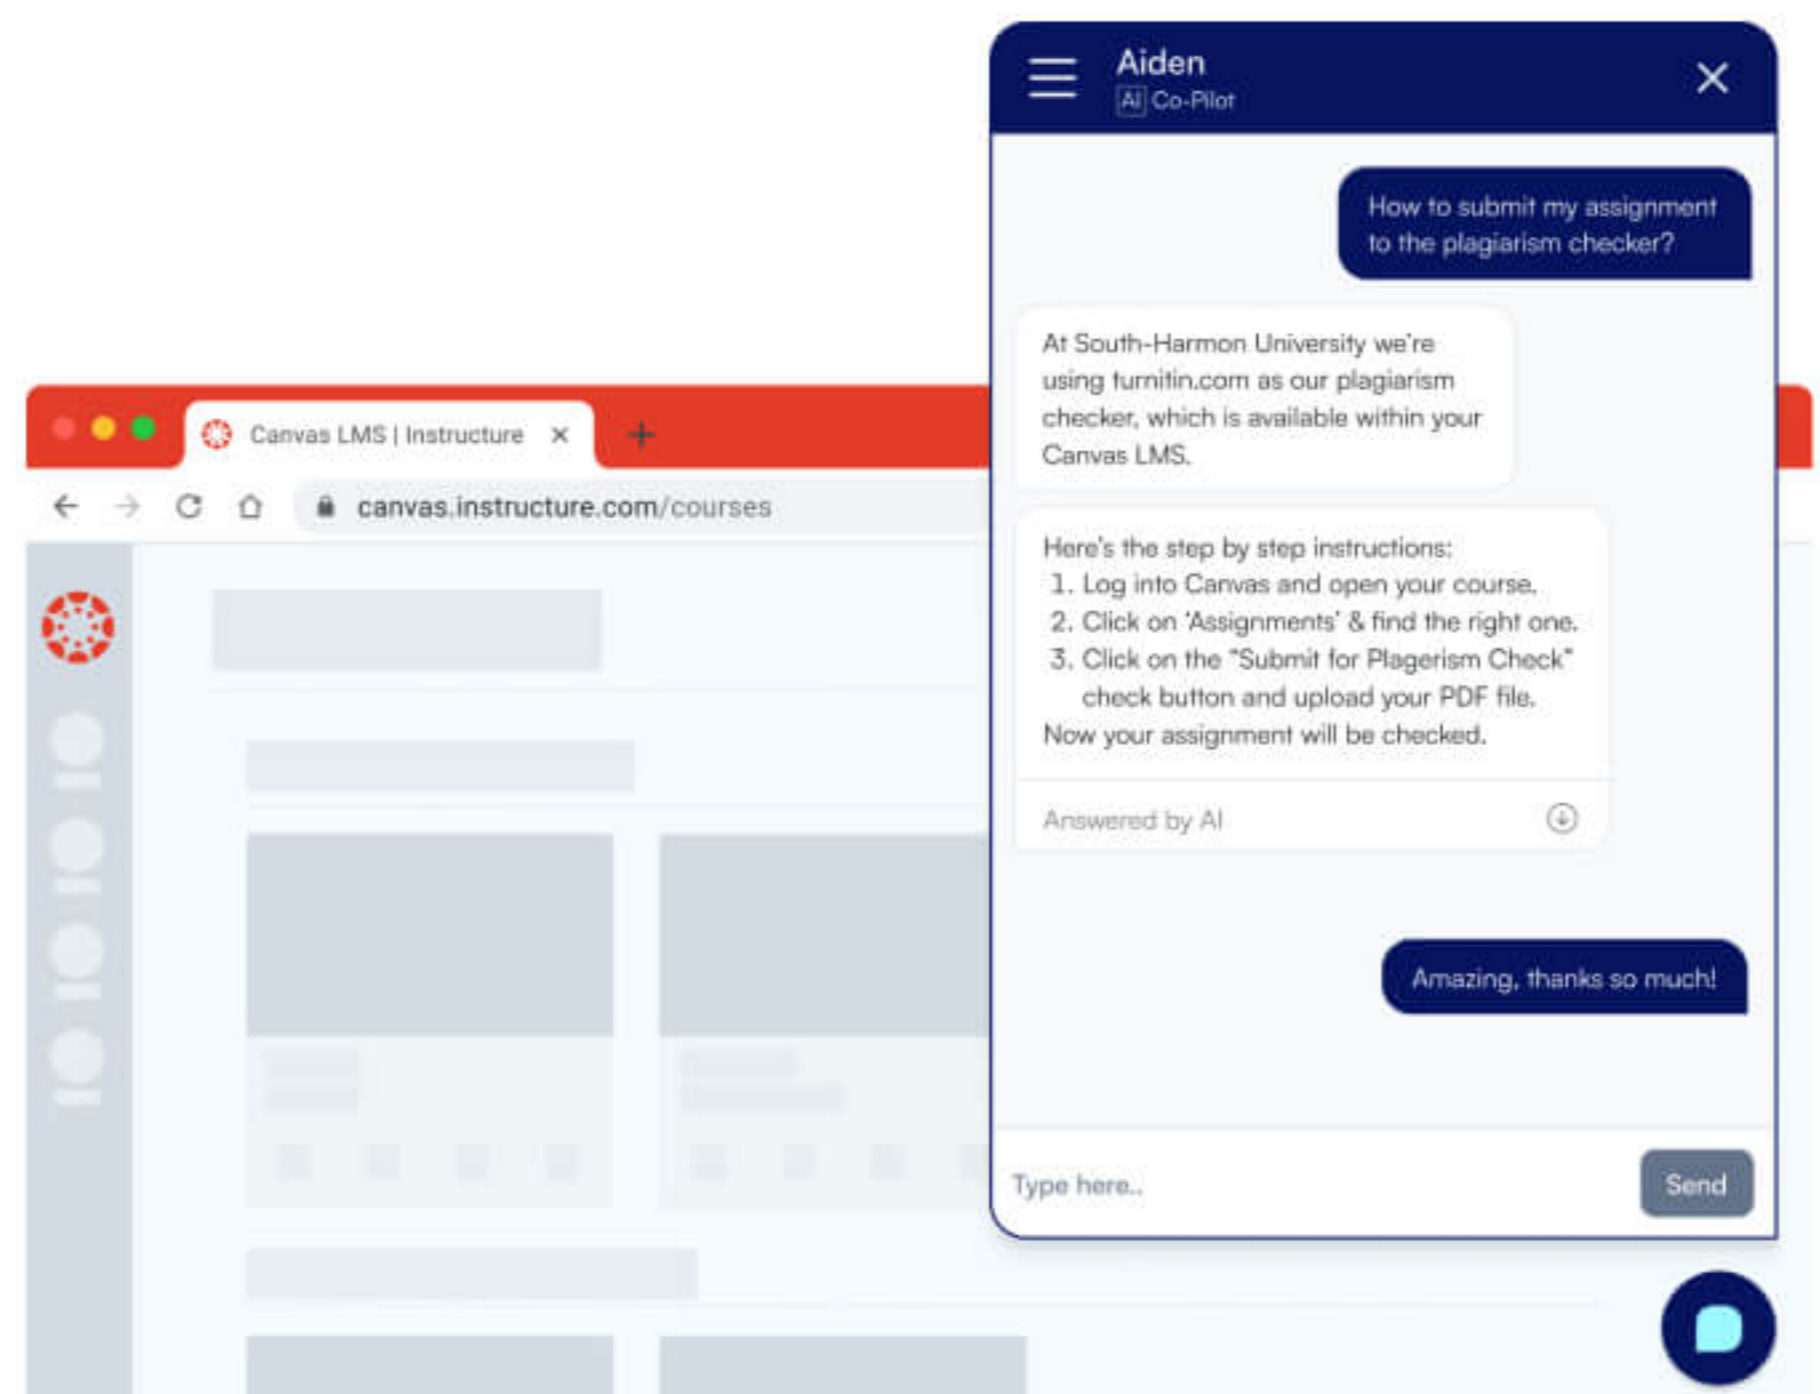 Aiden
AI Co-Pilot
How to submit my assignment
to the plagiarism checker?
At South-Harmon University we're
using turnitin.com as our plagiarism
checker, which is available within your
Canvas LMS.
Canvas LMS | Instructure
canvas.instructure.com/courses
Here's the step by step instructions:
1. Log into Canvas and open your course.
2. Click on 'Assignments' & find the right one.
3. Click on the "Submit for Plagerism Check"
check button and upload your PDF file.
Now your assignment will be checked.
Answered by AI
Amazing, thanks so much!
Type here..
Send